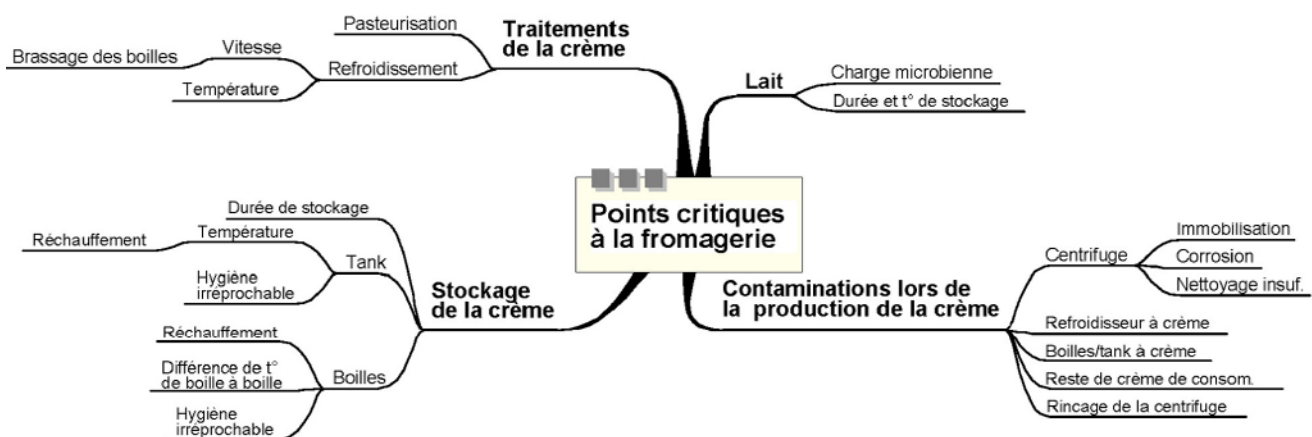 Pasteurisation
Traitements
de la crème
Brassage des boilles
Vitesse
Refroidissement
Température
Lait
Charge microbienne
Durée et t° de stockage
Points critiques
à la fromagerie
Durée de stockage
Réchauffement
Température
Tank
Hygiène
irréprochable
Stockage
de la crème
Réchauffement
Différence de t°
de boille à boille
Boilles
Hygiène
irréprochable
Contaminations lors de
la production de la crème
Centrifuge
Immobilisation
Corrosion
Nettoyage insuf.
Refroidisseur à crème
Boilles/tank à crème
Reste de crème de consom.
Rincage de la centrifuge